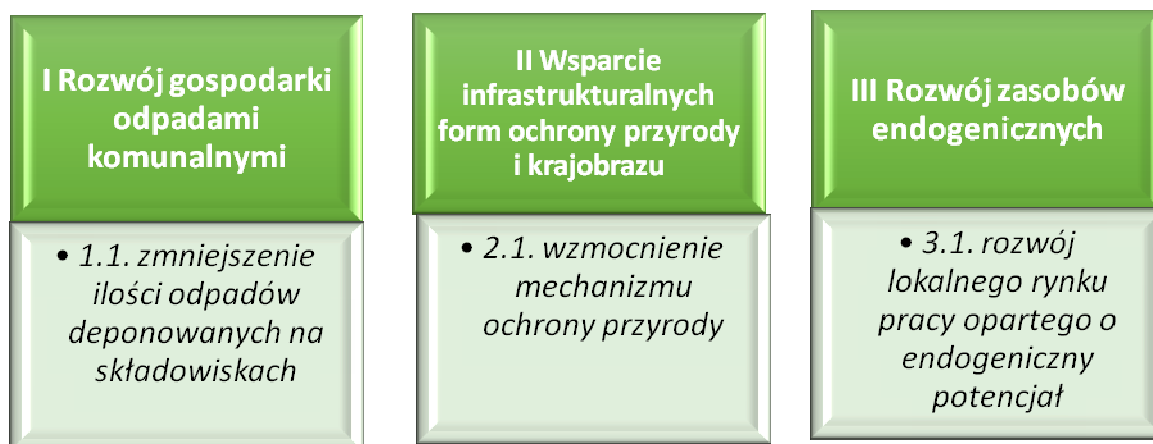 I Rozwój gospodarki
odpadami
komunalnymi
• 1.1. zmniejszenie
ilości odpadów
deponowanych na
składowiskach
II Wsparcie
infrastrukturalnych
form ochrony przyrody
i krajobrazu
• 2.1. wzmocnienie
mechanizmu
ochrony przyrody
III Rozwój zasobów
endogenicznych
• 3.1. rozwój
lokalnego rynku
pracy opartego o
endogeniczny
potencjał